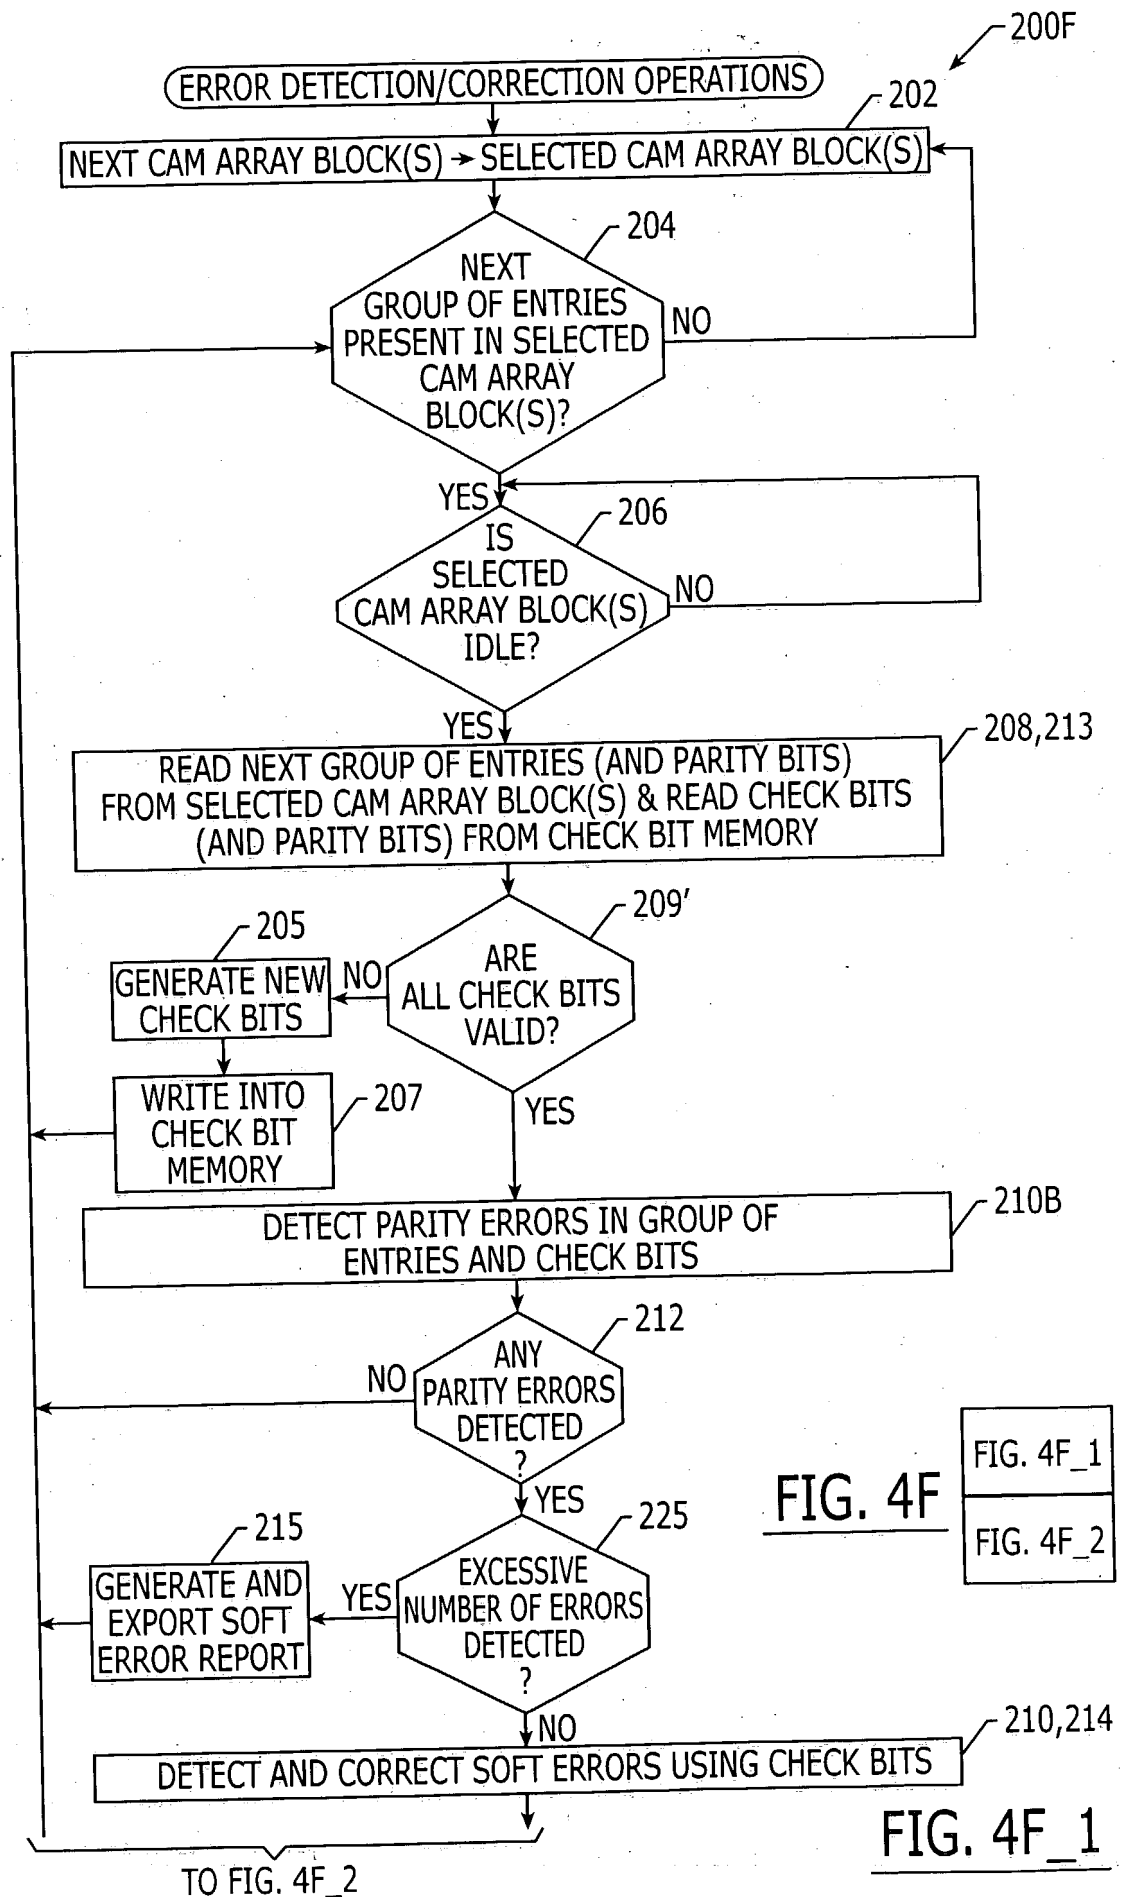 200F
ERROR DETECTION/CORRECTION OPERATIONS
202
NEXT CAM ARRAY BLOCK(S) → SELECTED CAM ARRAY BLOCK(S)
204
NEXT
GROUP OF ENTRIES
PRESENT IN SELECTED
CAM ARRAY
BLOCK(S)?
NO
YES
206
IS
SELECTED
CAM ARRAY BLOCK(S)
IDLE?
NO
YES
208,213
READ NEXT GROUP OF ENTRIES (AND PARITY BITS)
FROM SELECTED CAM ARRAY BLOCK(S) & READ CHECK BITS
(AND PARITY BITS) FROM CHECK BIT MEMORY
209'
ARE
ALL CHECK BITS
VALID?
NO
205
GENERATE NEW
CHECK BITS
WRITE INTO
CHECK BIT
MEMORY
207
YES
210B
DETECT PARITY ERRORS IN GROUP OF
ENTRIES AND CHECK BITS
212
ANY
PARITY ERRORS
DETECTED
?
NO
YES
225
EXCESSIVE
NUMBER OF ERRORS
DETECTED
?
YES
215
GENERATE AND
EXPORT SOFT
ERROR REPORT
NO
210,214
DETECT AND CORRECT SOFT ERRORS USING CHECK BITS
TO FIG. 4F_2
FIG. 4F
FIG. 4F_1
FIG. 4F_2
FIG. 4F_1